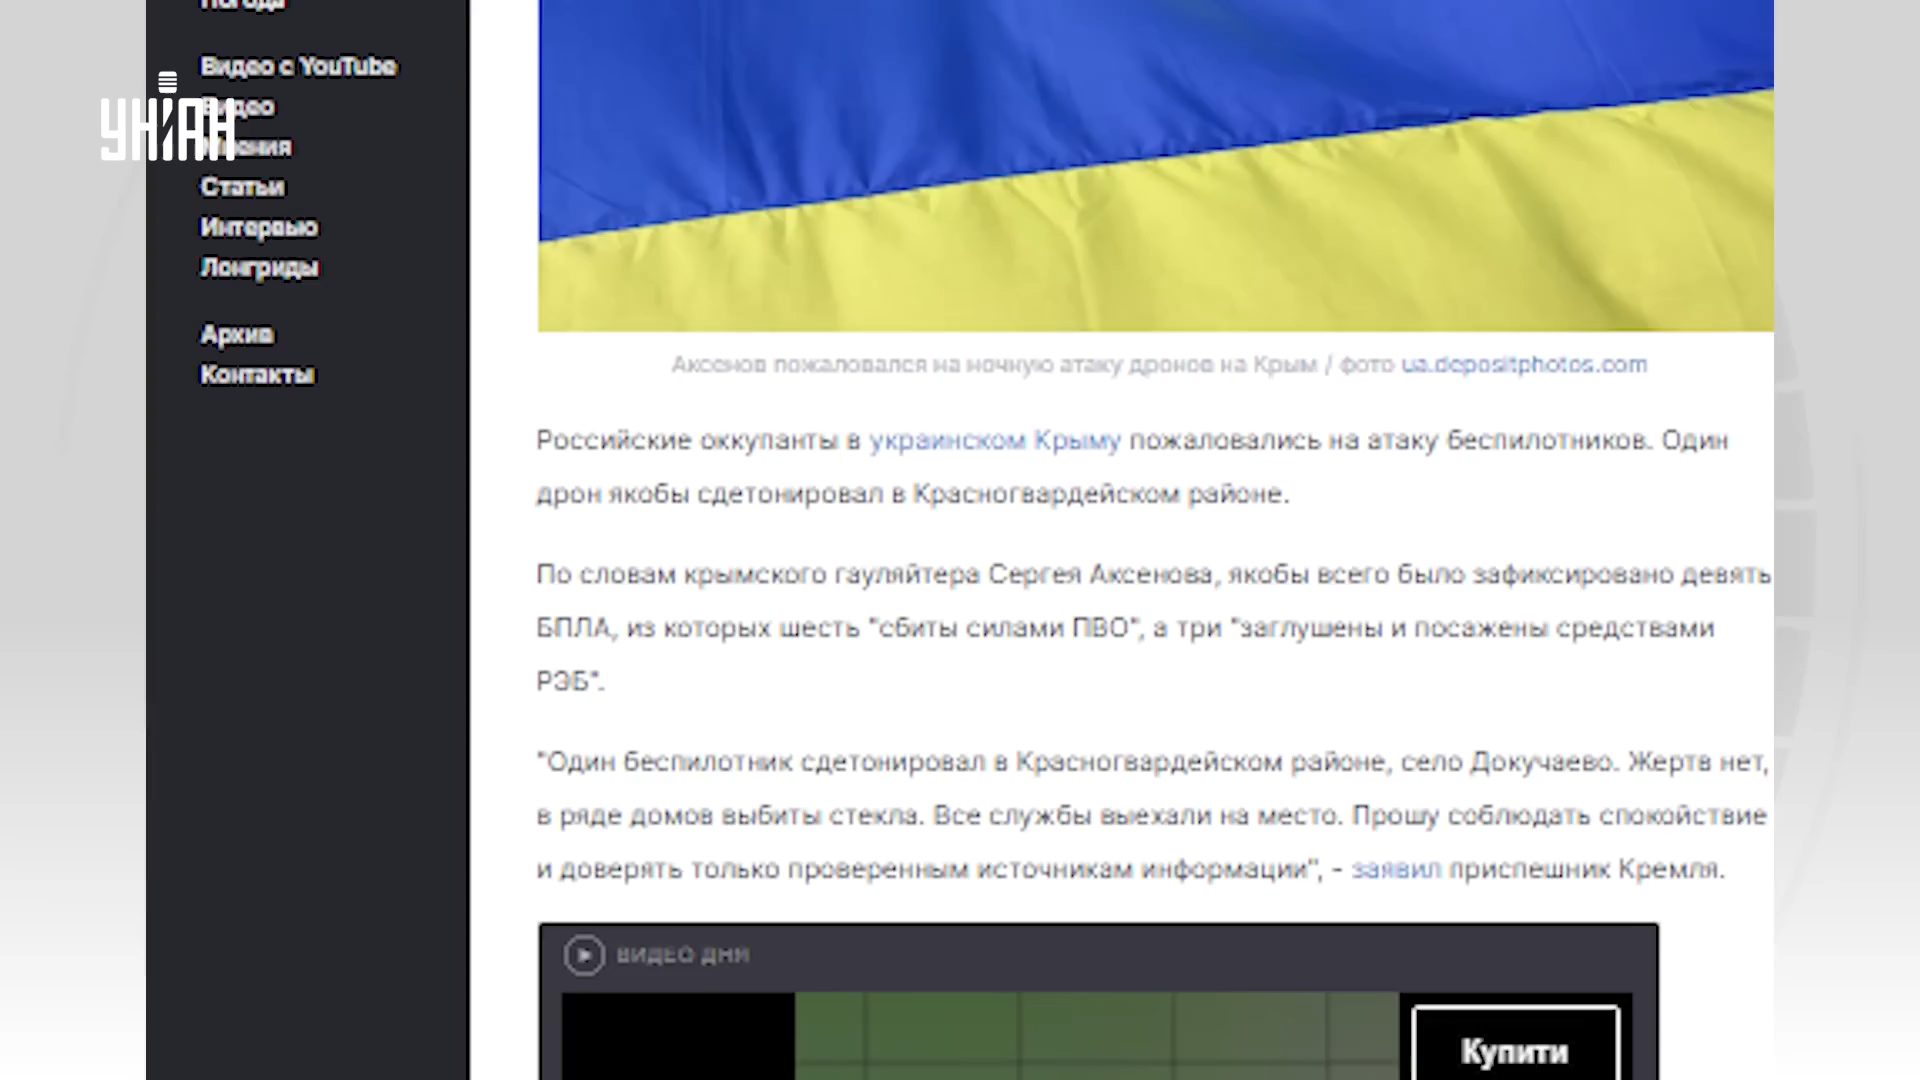 Погода
Видео с YouTube
Видео
Мнения
Статьи
Интервью
Лонгриды
Архив
Контакты
УНІАН
Аксенов пожаловался на ночную атаку дронов на Крым / фото ua.depositphotos.com
Российские оккупанты в украинском Крыму пожаловались на атаку беспилотников. Один
дрон якобы сдетонировал в Красногвардейском районе.
По словам крымского гауляйтера Сергея Аксенова, якобы всего было зафиксировано девять
БПЛА, из которых шесть "сбиты силами ПВО", а три "заглушены и посажены средствами
РЭБ".
"Один беспилотник сдетонировал в Красногвардейском районе, село Докучаево. Жертв нет,
в ряде домов выбиты стекла. Все службы выехали на место. Прошу соблюдать спокойствие
и доверять только проверенным источникам информации", - заявил приспешник Кремля.
ВИДЕО ДНЯ
Купити